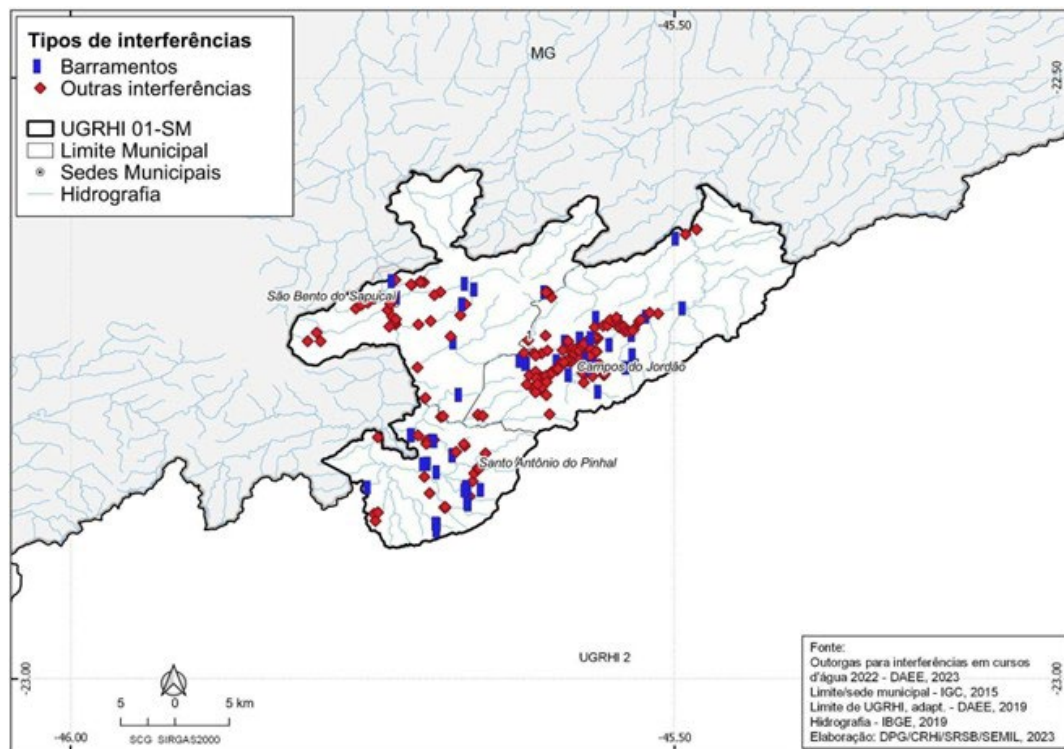 Tipos de interferências
Barramentos
Outras interferências
UGRHI 01-SM
Limite Municipal
Sedes Municipais
Hidrografia
-45.50
MG
-22.50
São Bento do Sapucaí
Campos do Jordão
Santo Antônio do Pinhal
UGRHI 2
-23.00
-23.00
5 0 5 km
SCG SIRGAS2000
-46.00
-45.50
Fonte:
Outorgas para interferências em cursos
d'água 2022 - DAEE, 2023
Limite/sede municipal - IGC, 2015
Limite de UGRHI, adapt. - DAEE, 2019
Hidrografia - IBGE, 2019
Elaboração: DPG/CRHi/SRSB/SEMIL, 2023